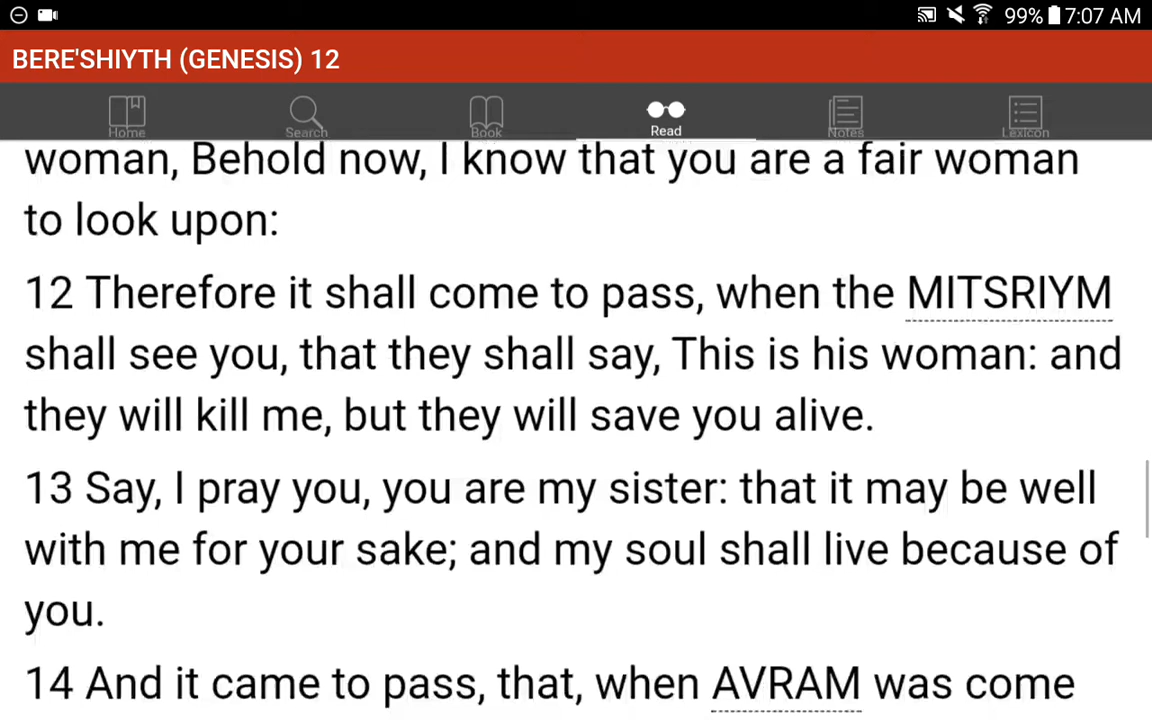 99% 7:07 AM
BERE'SHIYTH (GENESIS) 12
Home Search Book Read Notes Lexicon
woman, Behold now, I know that you are a fair woman
to look upon:
12 Therefore it shall come to pass, when the MITSRIYM
shall see you, that they shall say, This is his woman: and
they will kill me, but they will save you alive.
13 Say, I pray you, you are my sister: that it may be well
with me for your sake; and my soul shall live because of
you.
14 And it came to pass, that, when AVRAM was come